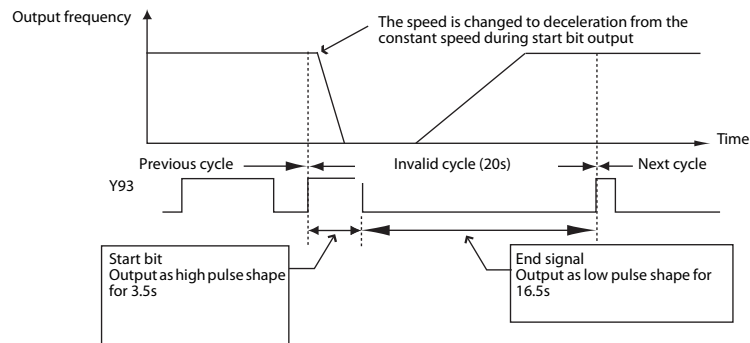 Output frequency
The speed is changed to deceleration from the
constant speed during start bit output
Time
Previous cycle
Invalid cycle (20s)
Next cycle
Y93
Start bit
Output as high pulse shape
for 3.5s
End signal
Output as low pulse shape for
16.5s